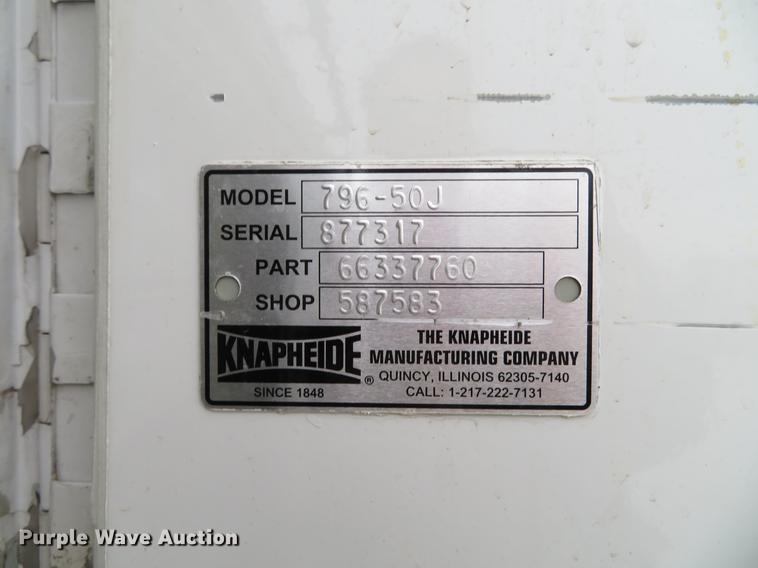 MODEL 796-50J
SERIAL 877317
PART 66337760
SHOP 587583
KNAPHEIDE ®
SINCE 1848
THE KNAPHEIDE
MANUFACTURING COMPANY
QUINCY, ILLINOIS 62305-7140
CALL: 1-217-222-7131
Purple Wave Auction